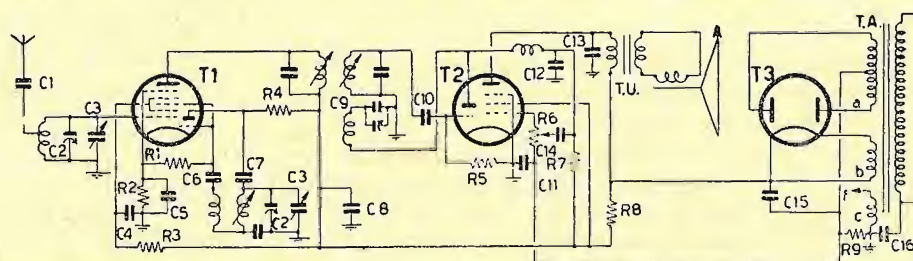 C1
C3
C2
T1
R4
R1
C6
C7
R2
C5
C4
R3
C3
C2
C8
C9
C10
T2
C12
C13
T.U.
A
R6
C14
R7
R5
C11
R8
T3
T.A.
a
b
C15
f
c
R9
C16